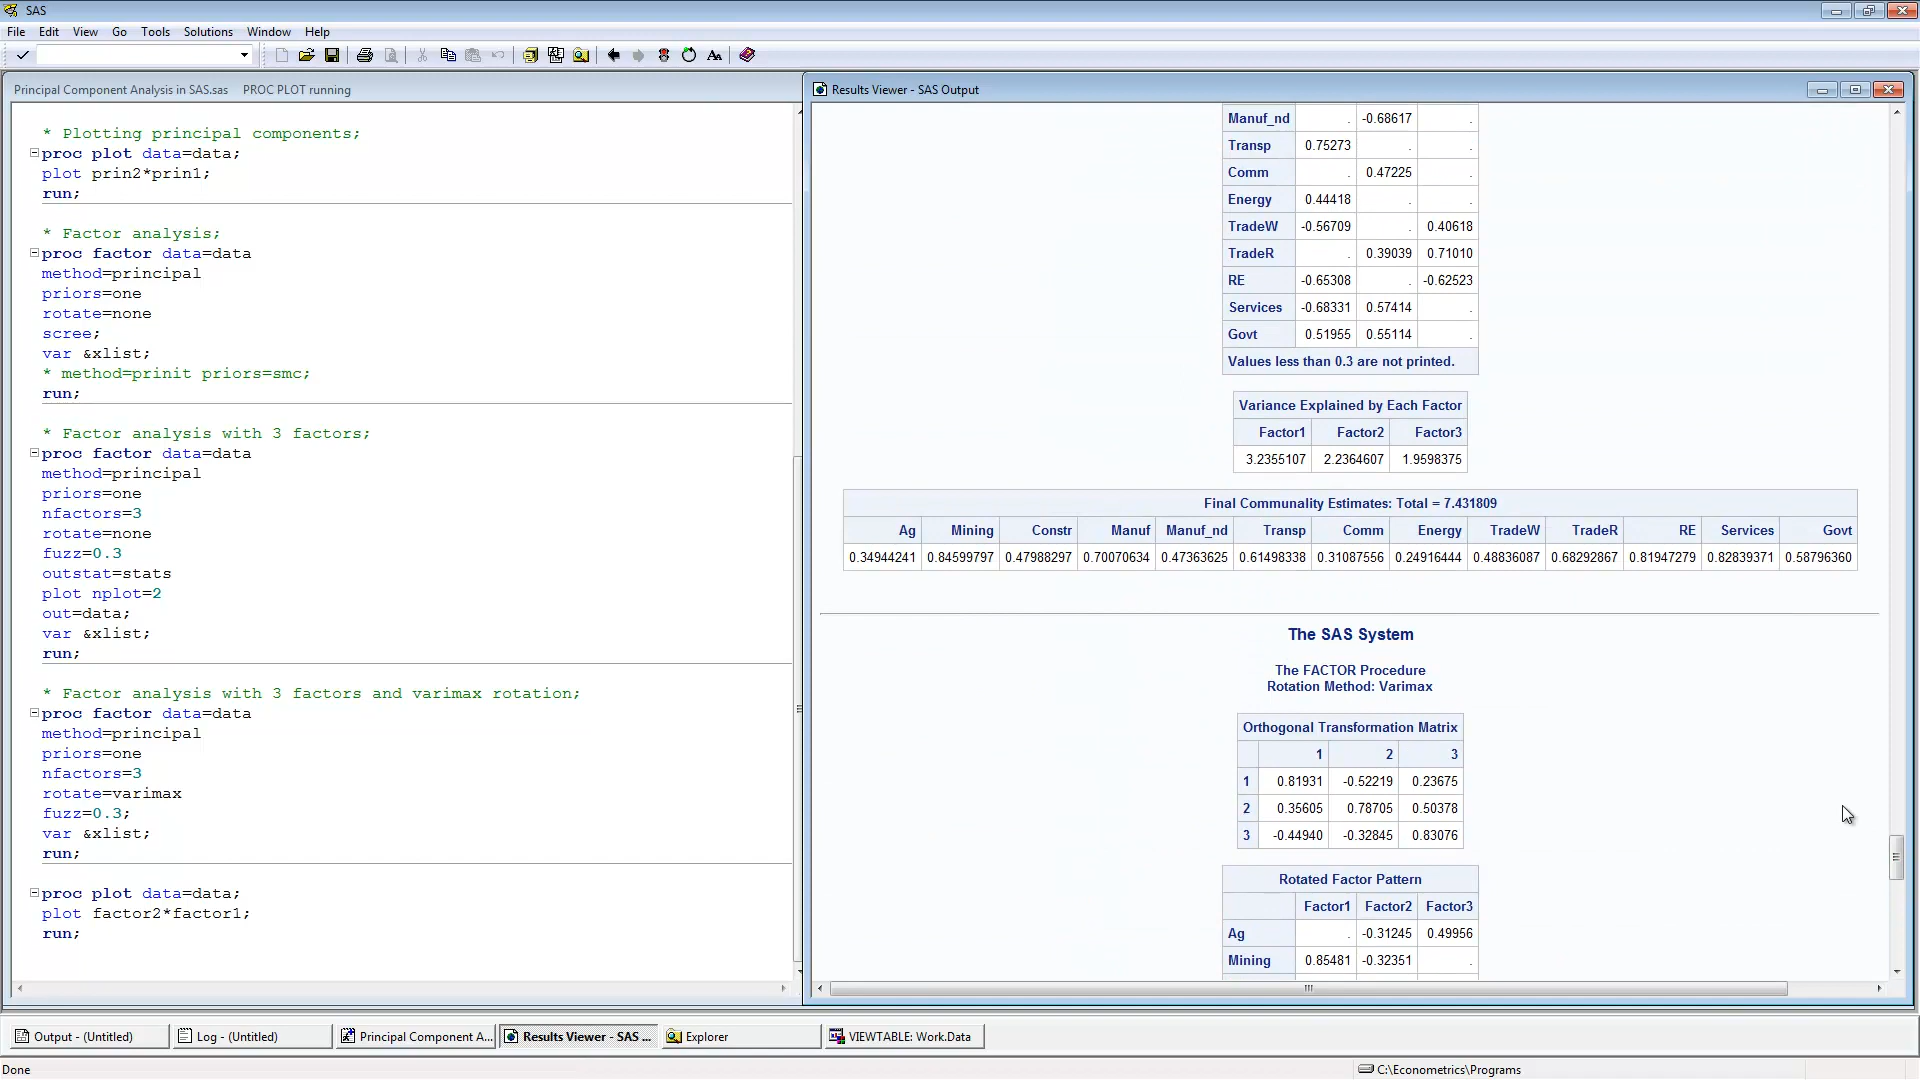 SAS
File Edit View Go Tools Solutions Window Help
Principal Component Analysis in SAS.sas PROC PLOT running
* Plotting principal components;
proc plot data=data;
plot prin2*prin1;
run;
* Factor analysis;
proc factor data=data
method=principal
priors=one
rotate=none
scree;
var &xlist;
* method=prinit priors=smc;
run;
* Factor analysis with 3 factors;
proc factor data=data
method=principal
priors=one
nfactors=3
rotate=none
fuzz=0.3
outstat=stats
plot nplot=2
out=data;
var &xlist;
run;
* Factor analysis with 3 factors and varimax rotation;
proc factor data=data
method=principal
priors=one
nfactors=3
rotate=varimax
fuzz=0.3;
var &xlist;
run;
proc plot data=data;
plot factor2*factor1;
run;
Results Viewer - SAS Output
Manuf_nd . -0.68617 .
Transp 0.75273 . .
Comm . 0.47225 .
Energy 0.44418 . .
TradeW -0.56709 . 0.40618
TradeR . 0.39039 0.71010
RE -0.65308 . -0.62523
Services -0.68331 0.57414 .
Govt 0.51955 0.55114 .
Values less than 0.3 are not printed.
Variance Explained by Each Factor
Factor1 Factor2 Factor3
3.2355107 2.2364607 1.9598375
Final Communality Estimates: Total = 7.431809
Ag Mining Constr Manuf Manuf_nd Transp Comm Energy TradeW TradeR RE Services Govt
0.34944241 0.84599797 0.47988297 0.70070634 0.47363625 0.61498338 0.31087556 0.24916444 0.48836087 0.68292867 0.81947279 0.82839371 0.58796360
The SAS System
The FACTOR Procedure
Rotation Method: Varimax
Orthogonal Transformation Matrix
1 2 3
1 0.81931 -0.52219 0.23675
2 0.35605 0.78705 0.50378
3 -0.44940 -0.32845 0.83076
Rotated Factor Pattern
Factor1 Factor2 Factor3
Ag . -0.31245 0.49956
Mining 0.85481 -0.32351 .
Output - (Untitled) Log - (Untitled) Principal Component A... Results Viewer - SAS ... Explorer VIEWTABLE: Work.Data
Done C:\Econometrics\Programs